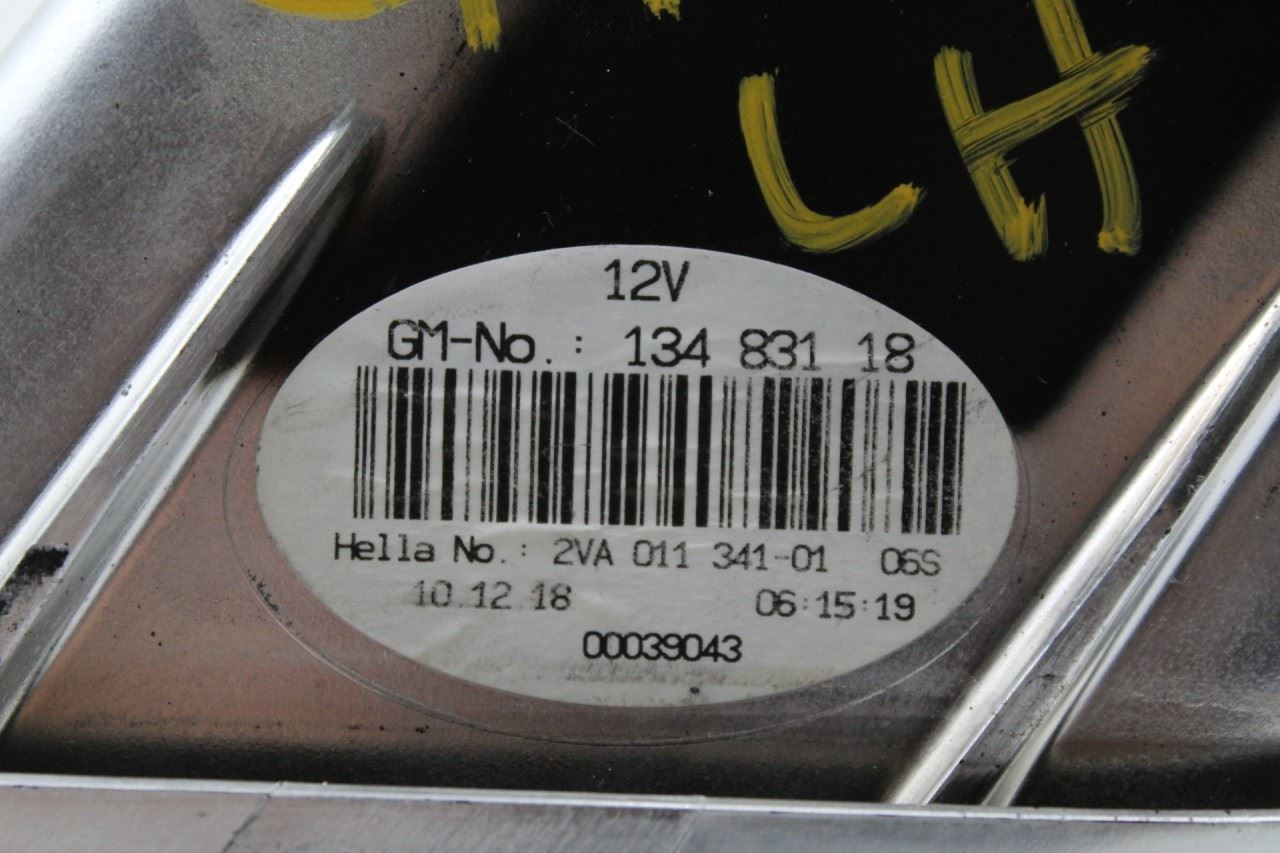 LH
12V
GM-No.: 134 831 18
Hella No.: 2VA 011 341-01 06S
10.12.18 06:15:19
00039043